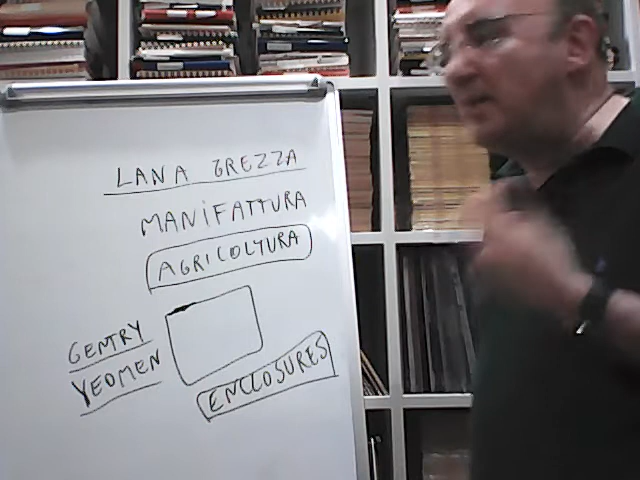 LANA GREZZA
MANiFATTURA
AGRICOLTURA
GENTRY
YEOMEN
ENCLOSURES